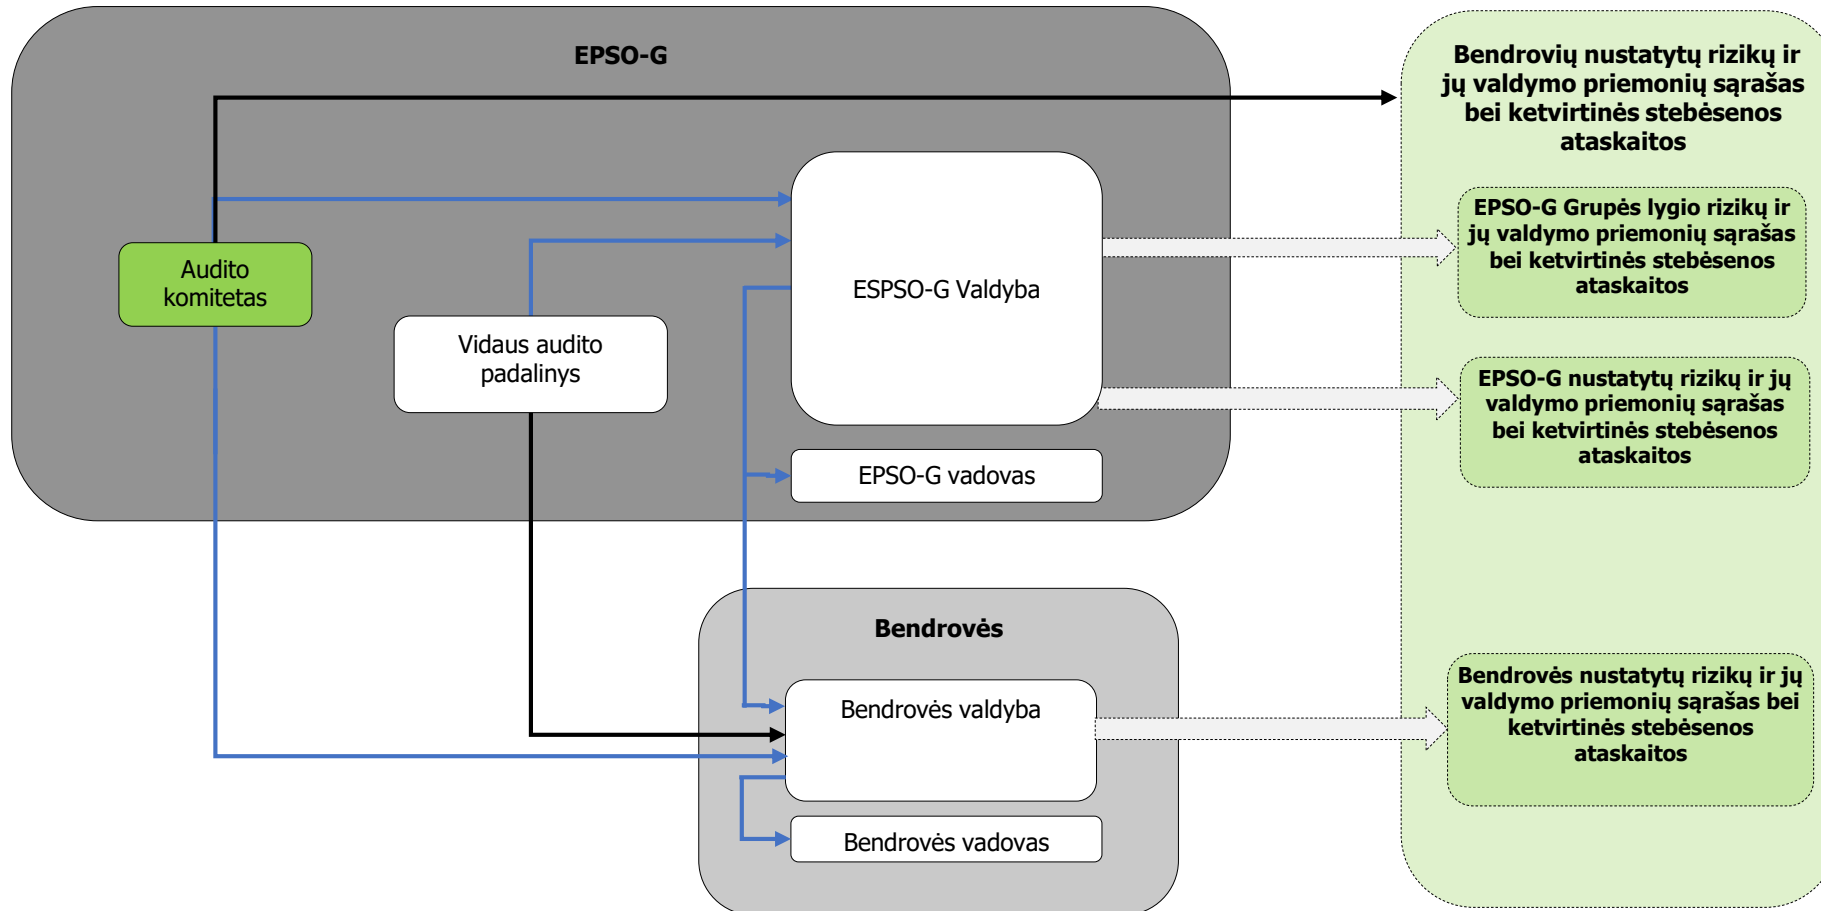 EPSO-G
Audito
komitetas
Vidaus audito
padalinys
ESPSO-G Valdyba
EPSO-G vadovas
Bendrovės
Bendrovės valdyba
Bendrovės vadovas
Bendrovių nustatytų rizikų ir
jų valdymo priemonių sąrašas
bei ketvirtinės stebėsenos
ataskaitos
EPSO-G Grupės lygio rizikų ir
jų valdymo priemonių sąrašas
bei ketvirtinės stebėsenos
ataskaitos
EPSO-G nustatytų rizikų ir jų
valdymo priemonių sąrašas
bei ketvirtinės stebėsenos
ataskaitos
Bendrovės nustatytų rizikų ir jų
valdymo priemonių sąrašas bei
ketvirtinės stebėsenos
ataskaitos